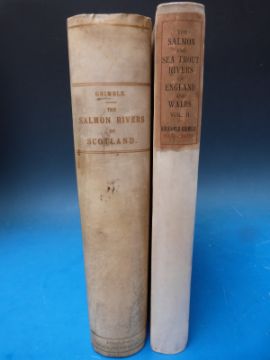 GRIMBLE.
THE
SALMON RIVERS
OF
SCOTLAND.
THE
SALMON
AND
SEA TROUT
RIVERS
OF
ENGLAND
AND
WALES
VOL. II